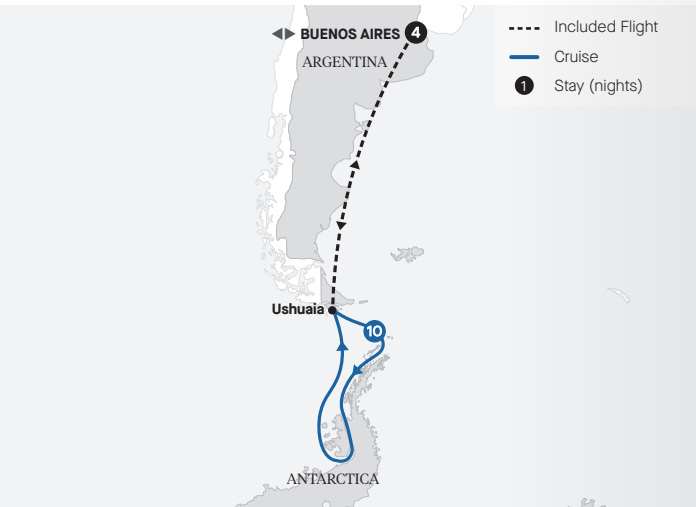 BUENOS AIRES 4
ARGENTINA
Included Flight
Cruise
1 Stay (nights)
Ushuaia
10
ANTARCTICA